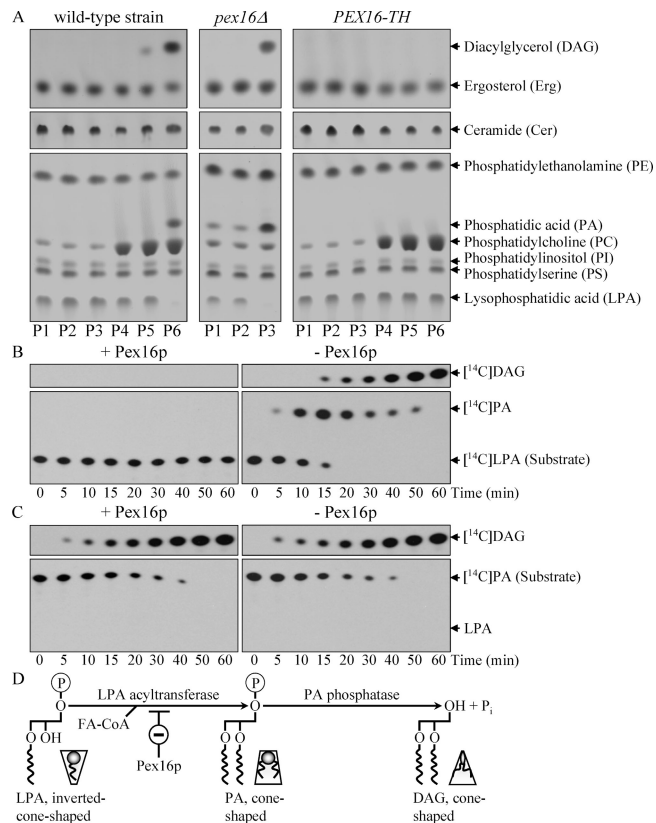 A
wild-type strain
pex16Δ
PEX16-TH
Diacylglycerol (DAG)
Ergosterol (Erg)
Ceramide (Cer)
Phosphatidylethanolamine (PE)
Phosphatidic acid (PA)
Phosphatidylcholine (PC)
Phosphatidylinositol (PI)
Phosphatidylserine (PS)
Lysophosphatidic acid (LPA)
P1 P2 P3 P4 P5 P6
P1 P2 P3
P1 P2 P3 P4 P5 P6
B
+ Pex16p
- Pex16p
[14C]DAG
[14C]PA
[14C]LPA (Substrate)
0 5 10 15 20 30 40 50 60
0 5 10 15 20 30 40 50 60
Time (min)
C
+ Pex16p
- Pex16p
[14C]DAG
[14C]PA (Substrate)
LPA
0 5 10 15 20 30 40 50 60
0 5 10 15 20 30 40 50 60
Time (min)
D
P
P
LPA acyltransferase
PA phosphatase
O
O
OH + Pi
FA-CoA
O OH
O O
O O
Pex16p
LPA, inverted-
cone-shaped
PA, cone-
shaped
DAG, cone-
shaped